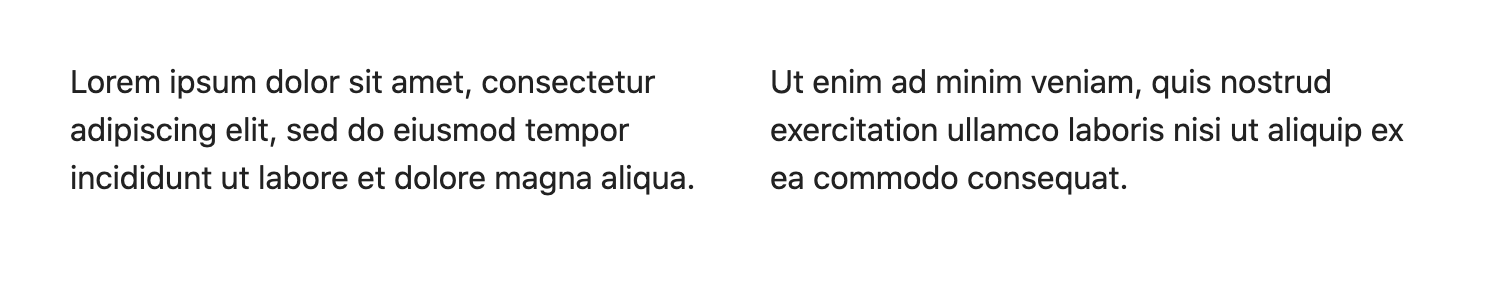 Lorem ipsum dolor sit amet, consectetur
adipiscing elit, sed do eiusmod tempor
incididunt ut labore et dolore magna aliqua.
Ut enim ad minim veniam, quis nostrud
exercitation ullamco laboris nisi ut aliquip ex
ea commodo consequat.